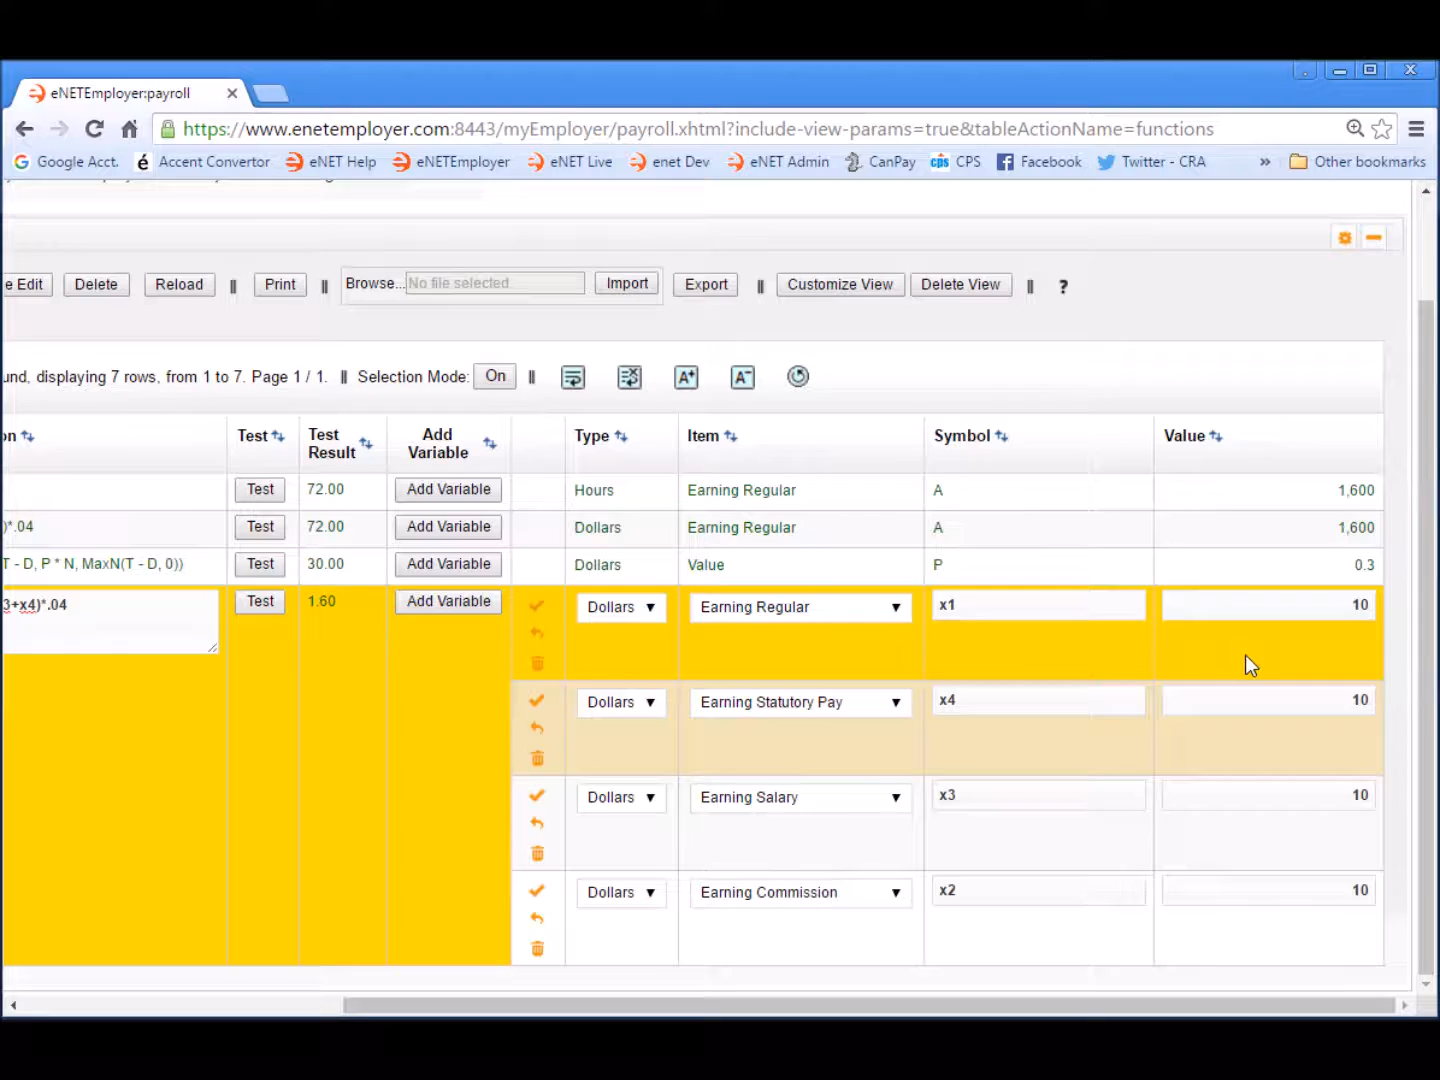 eNETEmployer:payroll
https://www.enetemployer.com:8443/myEmployer/payroll.xhtml?include-view-params=true&tableActionName=functions
Google Acct. é Accent Convertor eNET Help eNETEmployer eNET Live enet Dev eNET Admin CanPay cps CPS Facebook Twitter - CRA » Other bookmarks
e Edit Delete Reload || Print || Browse... No file selected Import Export || Customize View Delete View || ?
und, displaying 7 rows, from 1 to 7. Page 1 / 1. || Selection Mode: On || A+ A-
on Test Test Result Add Variable Type Item Symbol Value
Test 72.00 Add Variable Hours Earning Regular A 1,600
)*.04 Test 72.00 Add Variable Dollars Earning Regular A 1,600
T - D, P * N, MaxN(T - D, 0)) Test 30.00 Add Variable Dollars Value P 0.3
3+x4)*.04 Test 1.60 Add Variable Dollars Earning Regular x1 10
Dollars Earning Statutory Pay x4 10
Dollars Earning Salary x3 10
Dollars Earning Commission x2 10